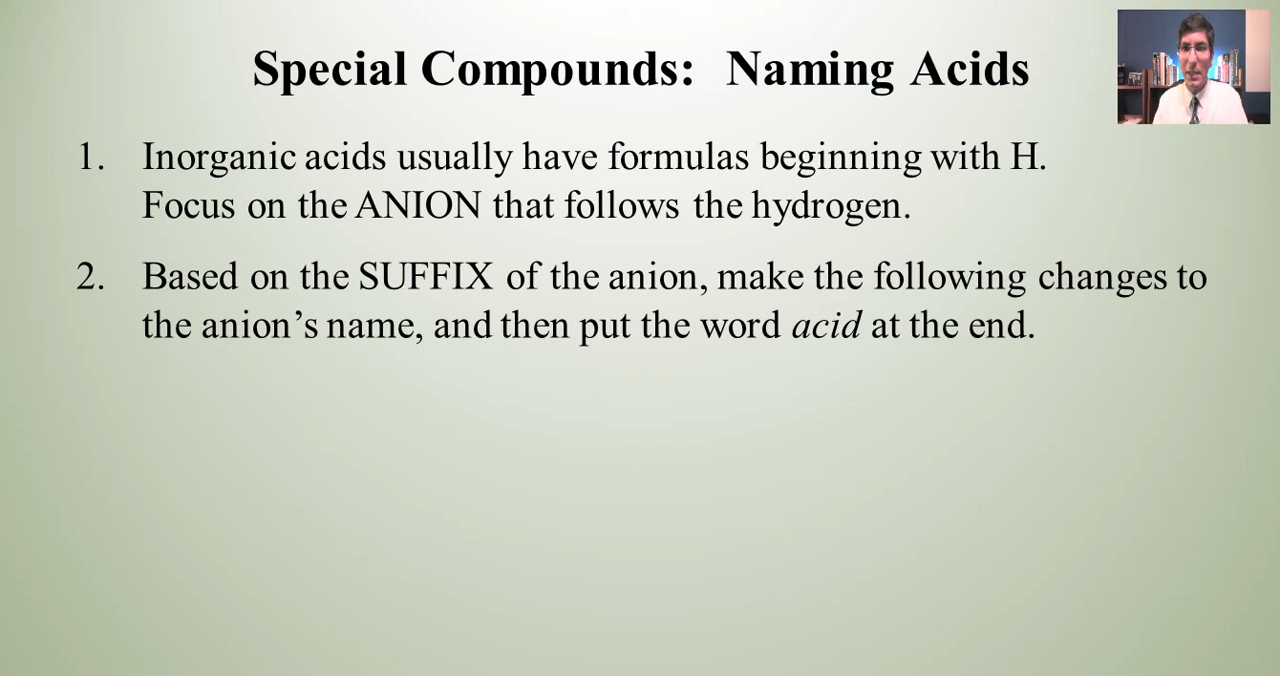 Special Compounds: Naming Acids
1. Inorganic acids usually have formulas beginning with H.
Focus on the ANION that follows the hydrogen.
2. Based on the SUFFIX of the anion, make the following changes to
the anion’s name, and then put the word acid at the end.